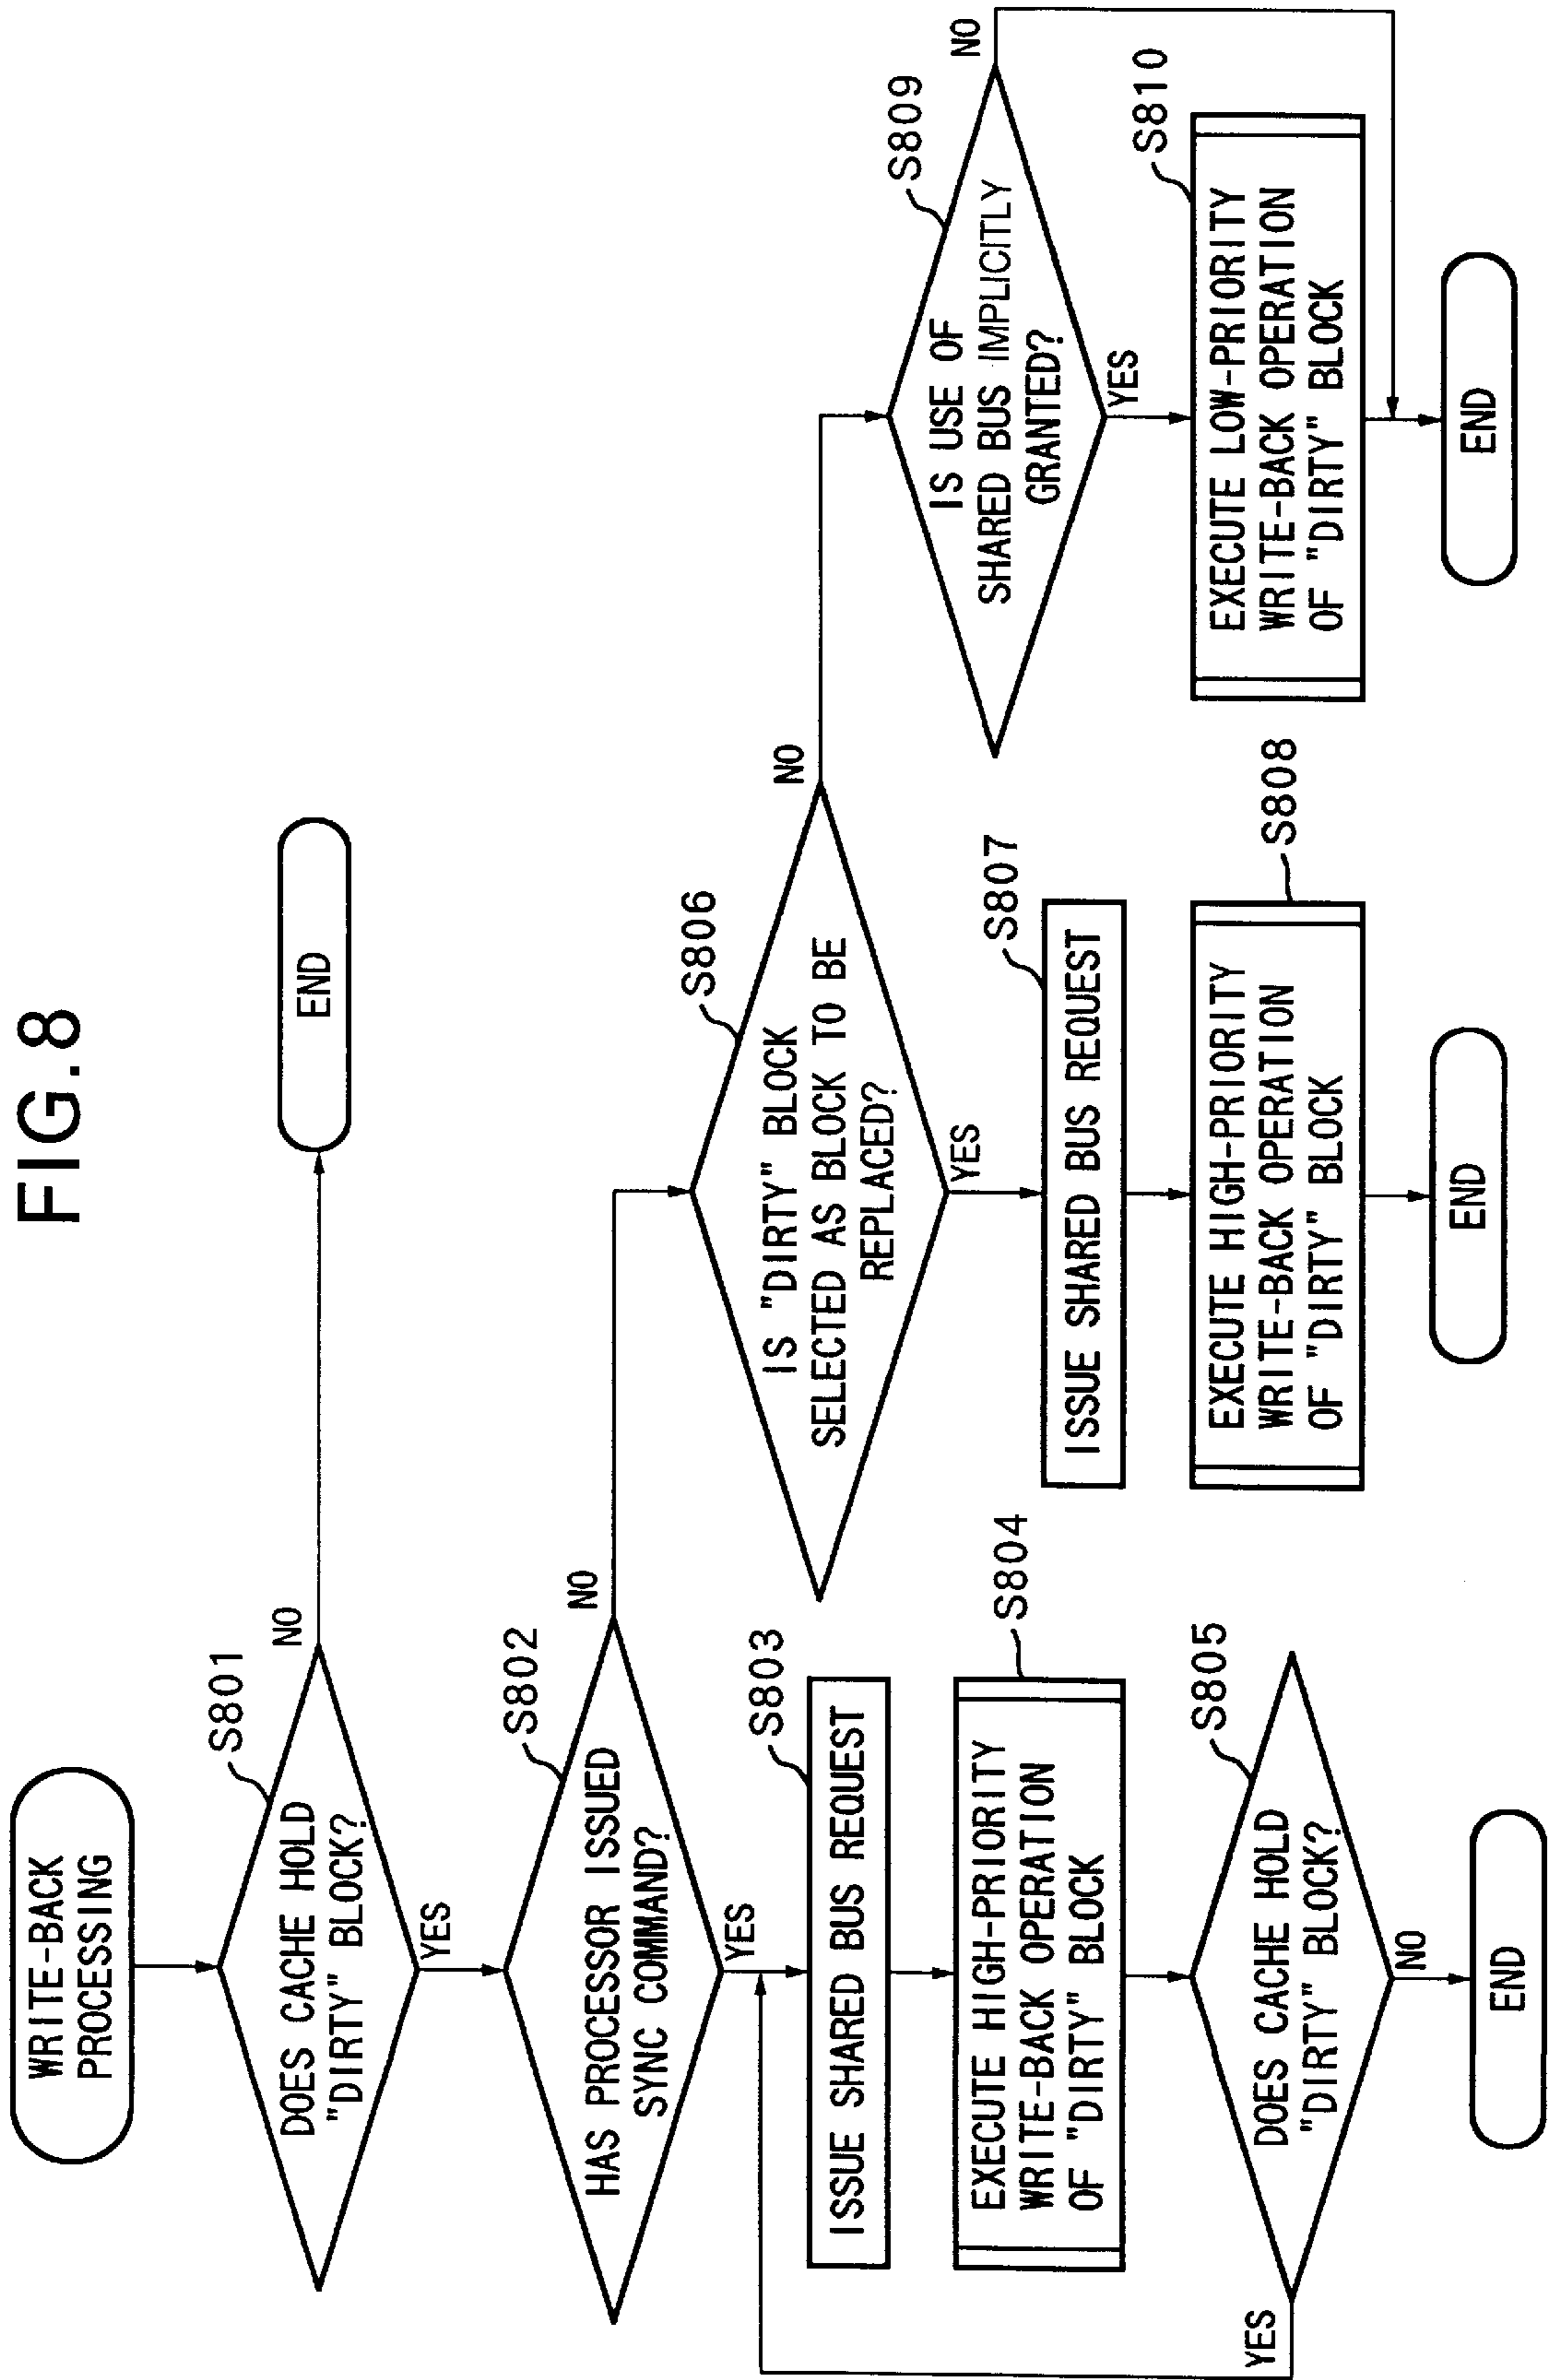 FIG.8
WRITE-BACK
PROCESSING
S801
DOES CACHE HOLD
"DIRTY" BLOCK?
NO
END
YES
S802
HAS PROCESSOR ISSUED
SYNC COMMAND?
NO
YES
S803
ISSUE SHARED BUS REQUEST
S804
EXECUTE HIGH-PRIORITY
WRITE-BACK OPERATION
OF "DIRTY" BLOCK
S805
DOES CACHE HOLD
"DIRTY" BLOCK?
YES
NO
END
S806
IS "DIRTY" BLOCK
SELECTED AS BLOCK TO BE
REPLACED?
NO
YES
S807
ISSUE SHARED BUS REQUEST
S808
EXECUTE HIGH-PRIORITY
WRITE-BACK OPERATION
OF "DIRTY" BLOCK
END
S809
IS USE OF
SHARED BUS IMPLICITLY
GRANTED?
NO
YES
S810
EXECUTE LOW-PRIORITY
WRITE-BACK OPERATION
OF "DIRTY" BLOCK
END